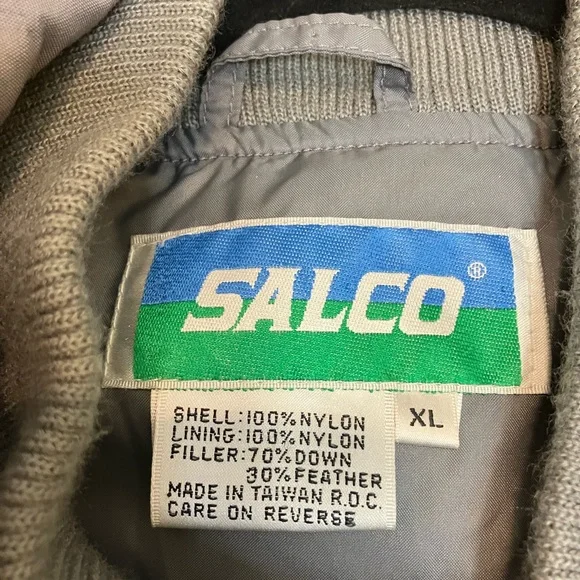 SALCO®
XL
SHELL:100%NYLON
LINING:100%NYLON
FILLER:70%DOWN
30%FEATHER
MADE IN TAIWAN R.O.C.
CARE ON REVERSE